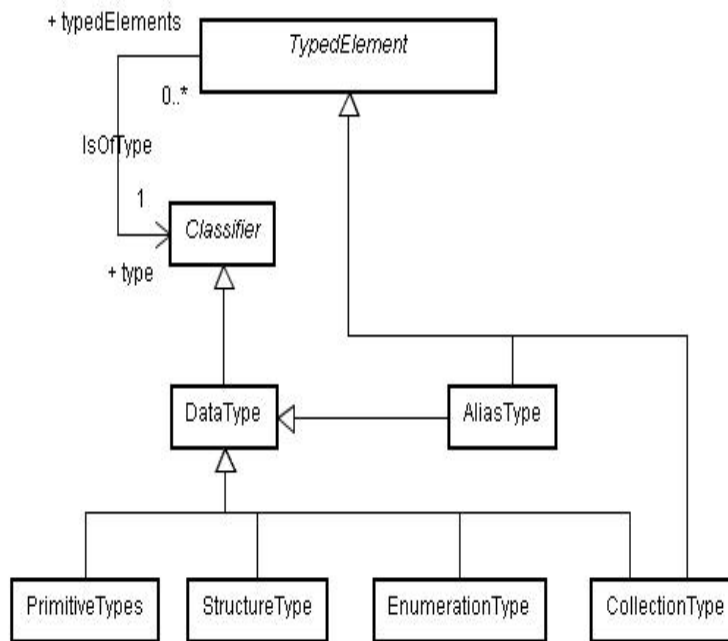 + typedElements
TypedElement
0..*
IsOfType
1
Classifier
+ type
DataType
AliasType
PrimitiveTypes
StructureType
EnumerationType
CollectionType